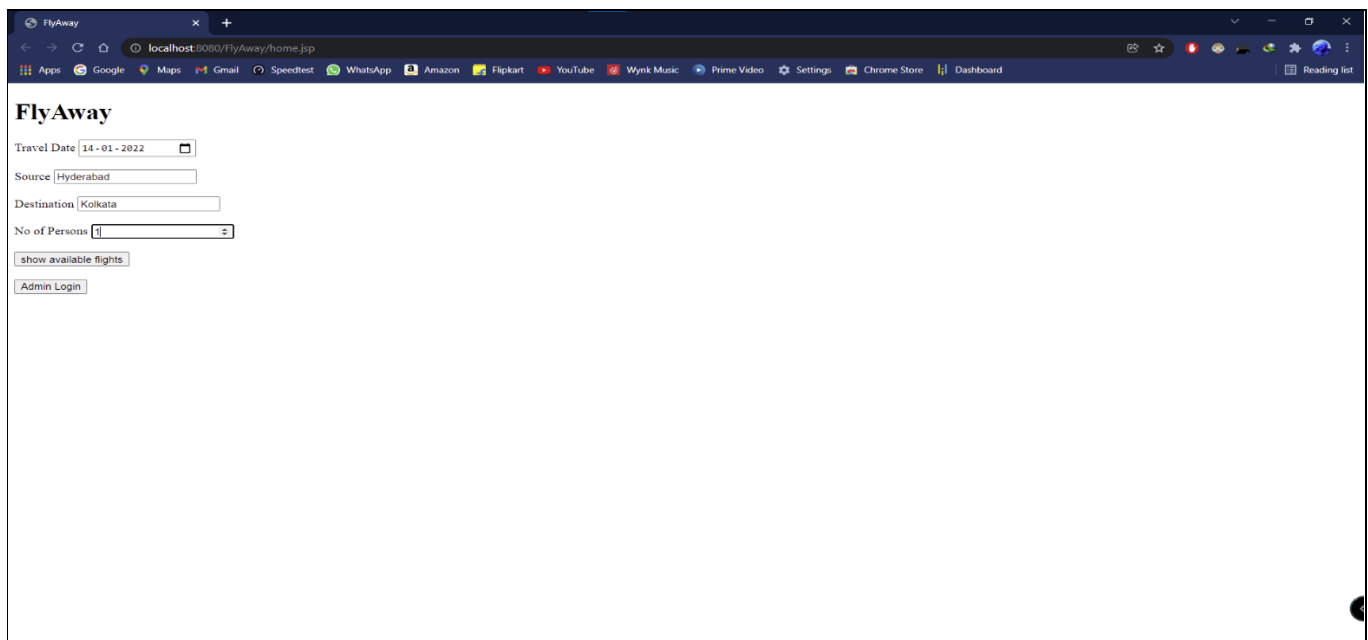 FlyAway
localhost:8080/FlyAway/home.jsp
Apps Google Maps Gmail Speedtest WhatsApp Amazon Flipkart YouTube Wynk Music Prime Video Settings Chrome Store Dashboard Reading list
FlyAway
Travel Date 14-01-2022
Source Hyderabad
Destination Kolkata
No of Persons 1
show available flights
Admin Login